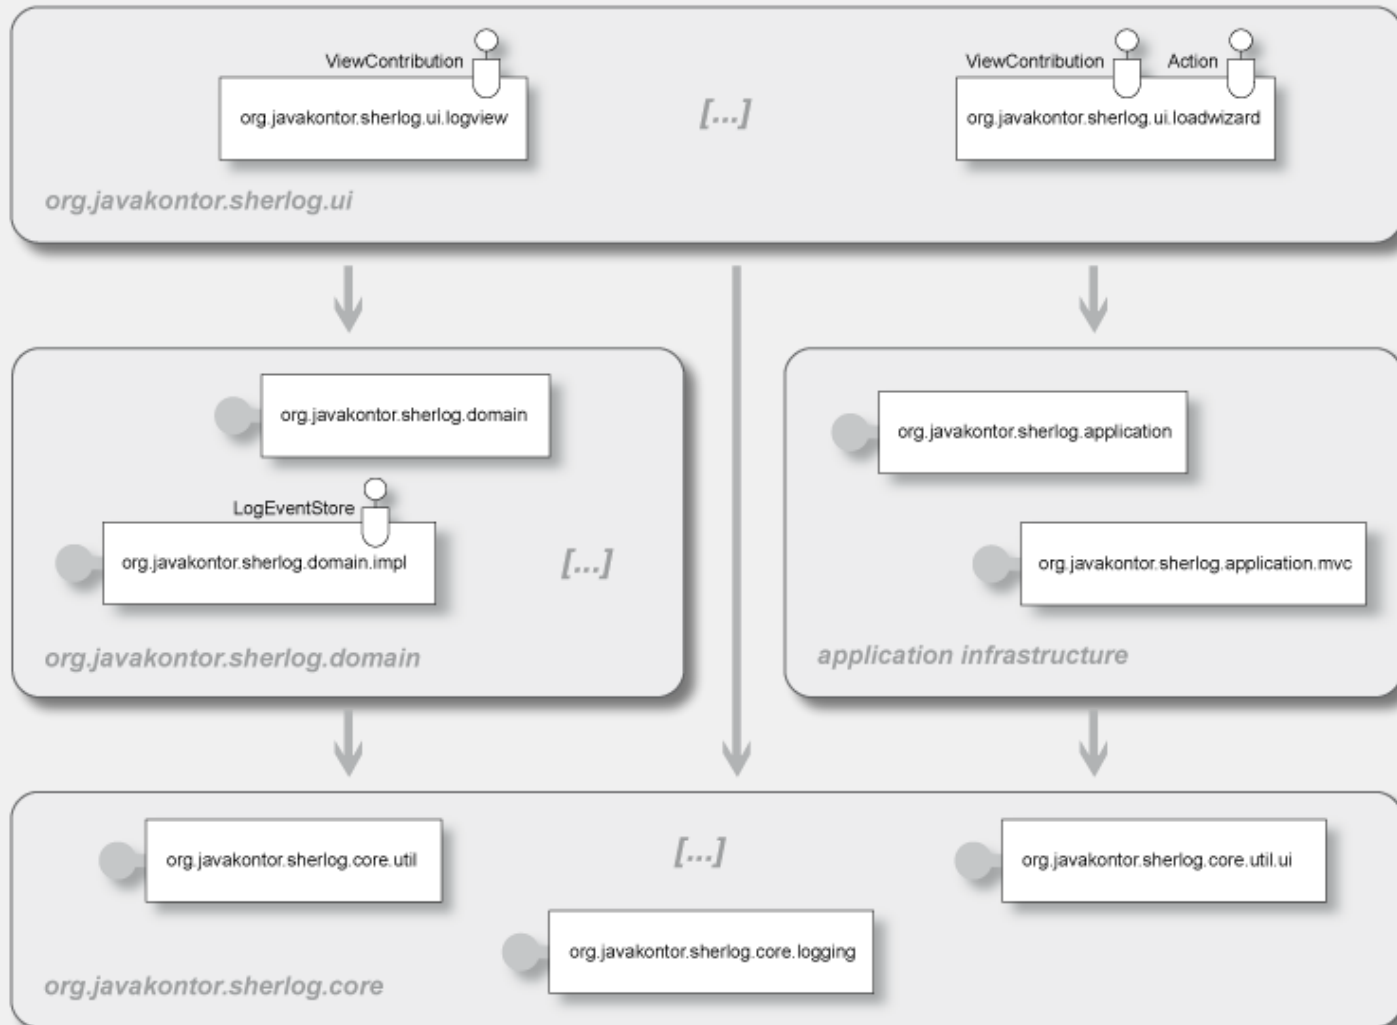 ViewContribution
ViewContribution
Action
org.javakontor.sherlog.ui.logview
[...]
org.javakontor.sherlog.ui.loadwizard
org.javakontor.sherlog.ui
org.javakontor.sherlog.domain
LogEventStore
org.javakontor.sherlog.domain.impl
[...]
org.javakontor.sherlog.domain
org.javakontor.sherlog.application
org.javakontor.sherlog.application.mvc
application infrastructure
org.javakontor.sherlog.core.util
[...]
org.javakontor.sherlog.core.util.ui
org.javakontor.sherlog.core.logging
org.javakontor.sherlog.core